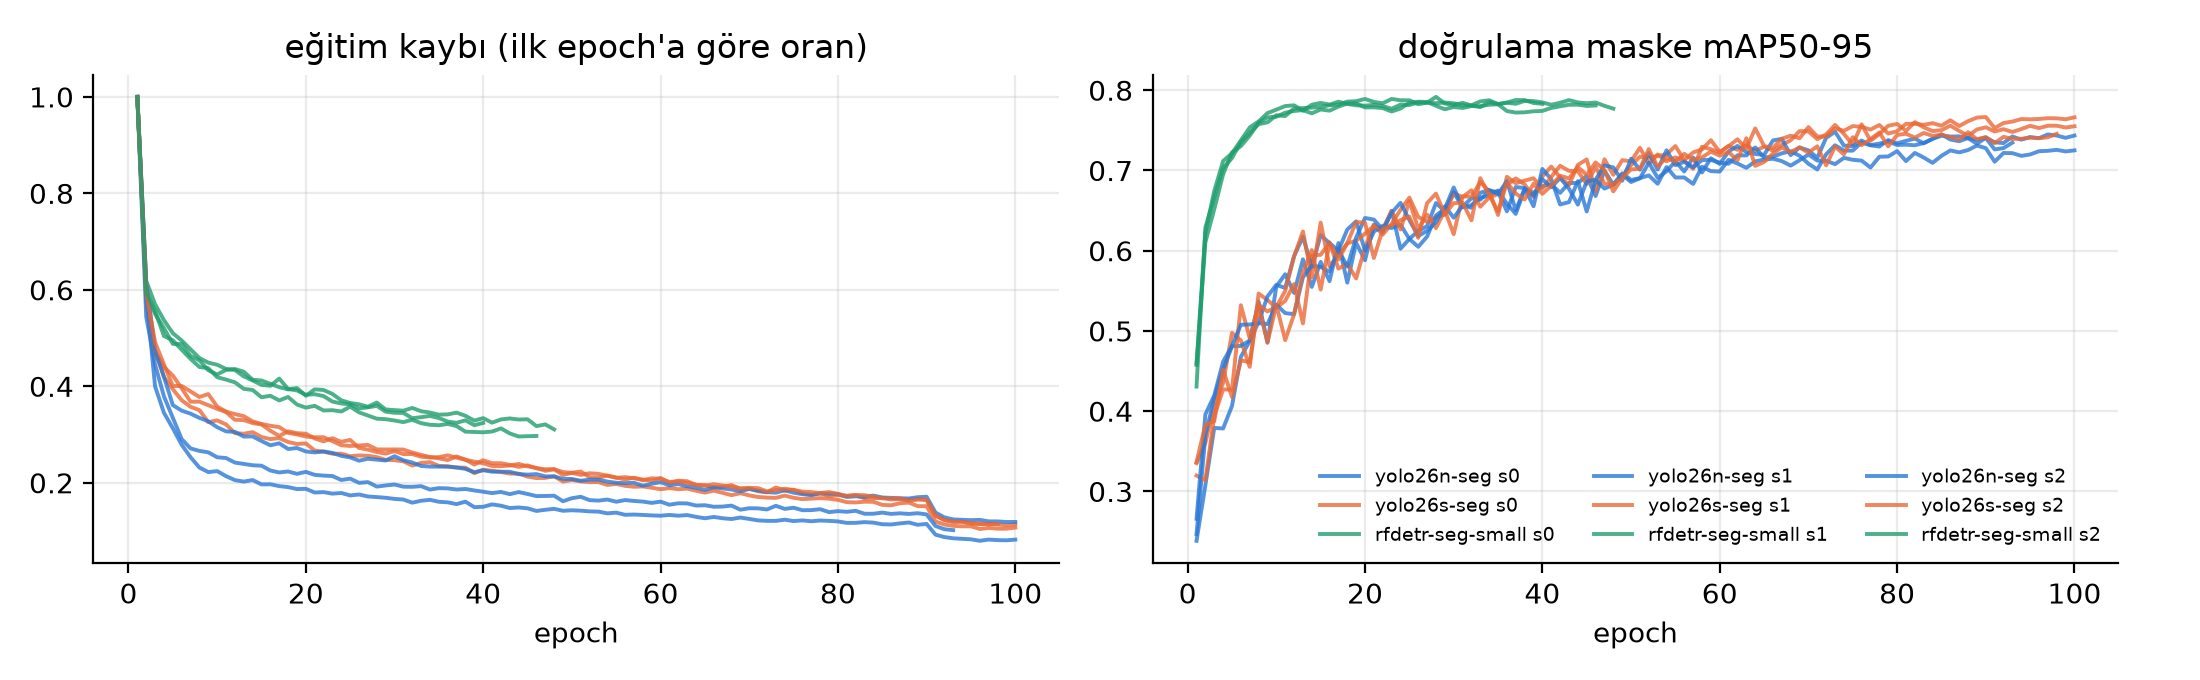 eğitim kaybı (ilk epoch'a göre oran)
1.0
0.8
0.6
0.4
0.2
0 20 40 60 80 100
epoch
doğrulama maske mAP50-95
0.8
0.7
0.6
0.5
0.4
0.3
yolo26n-seg s0 yolo26n-seg s1 yolo26n-seg s2
yolo26s-seg s0 yolo26s-seg s1 yolo26s-seg s2
rfdetr-seg-small s0 rfdetr-seg-small s1 rfdetr-seg-small s2
0 20 40 60 80 100
epoch